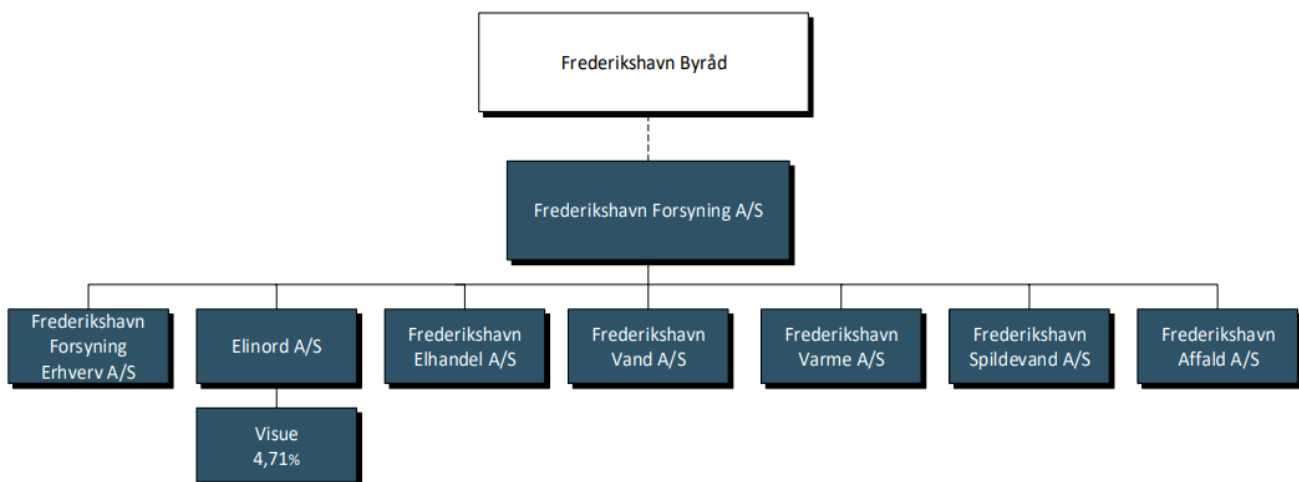 Frederikshavn Byråd
Frederikshavn Forsyning A/S
Frederikshavn
Forsyning
Erhverv A/S
Elinord A/S
Frederikshavn
Elhandel A/S
Frederikshavn
Vand A/S
Frederikshavn
Varme A/S
Frederikshavn
Spildevand A/S
Frederikshavn
Affald A/S
Visue
4,71%